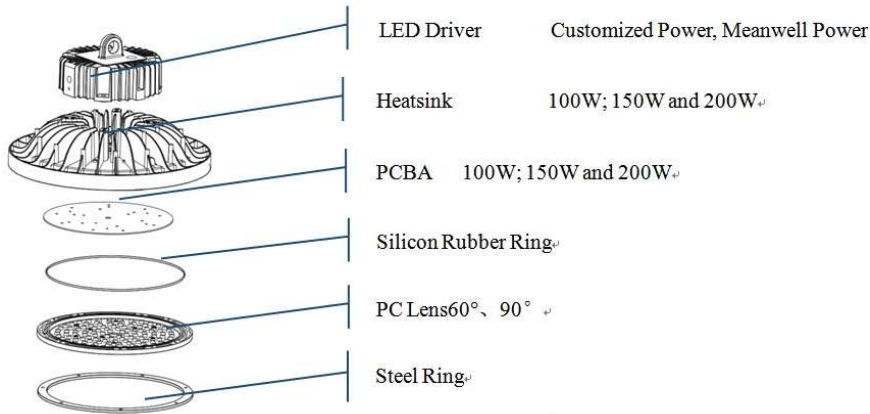 LED Driver Customized Power, Meanwell Power
Heatsink 100W; 150W and 200W↵
PCBA 100W; 150W and 200W↵
Silicon Rubber Ring↵
PC Lens60°、90° ↵
Steel Ring↵